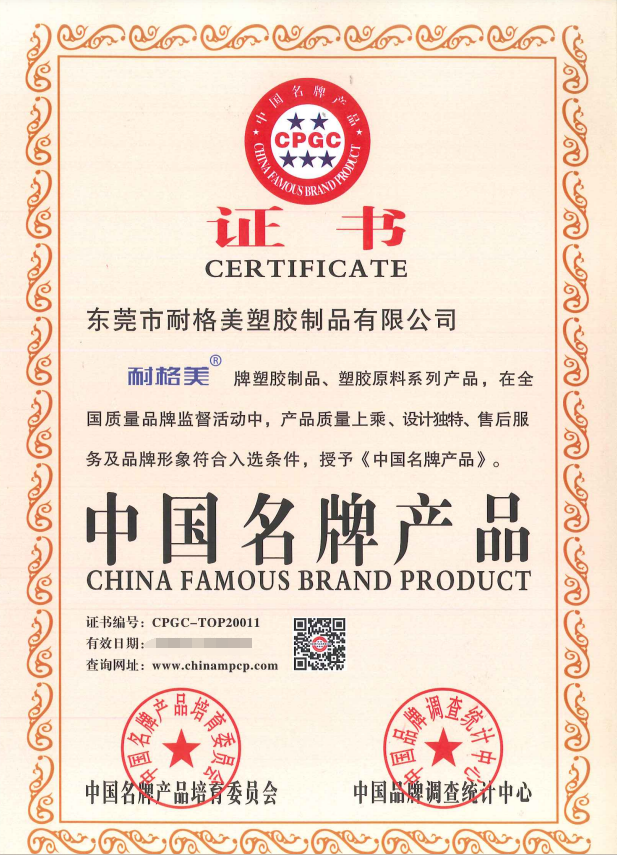 中国名牌产品
CPGC
CHINA FAMOUS BRAND PRODUCT
证书
CERTIFICATE
东莞市耐格美塑胶制品有限公司
耐格美® 牌塑胶制品、塑胶原料系列产品，在全
国质量品牌监督活动中，产品质量上乘、设计独特、售后服
务及品牌形象符合入选条件，授予《中国名牌产品》。
中国名牌产品
CHINA FAMOUS BRAND PRODUCT
证书编号：CPGC-TOP20011
有效日期：
查询网址：www.chinampcp.com
中国名牌产品培育委员会
中国品牌调查统计中心
中国名牌产品培育委员会
中国品牌调查统计中心